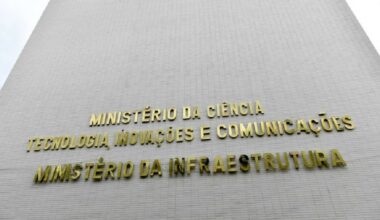 MINISTÉRIO DA CIÊNCIA
TECNOLOGIA, INOVAÇÕES E COMUNICAÇÕES
MINISTÉRIO DA INFRAESTRUTURA